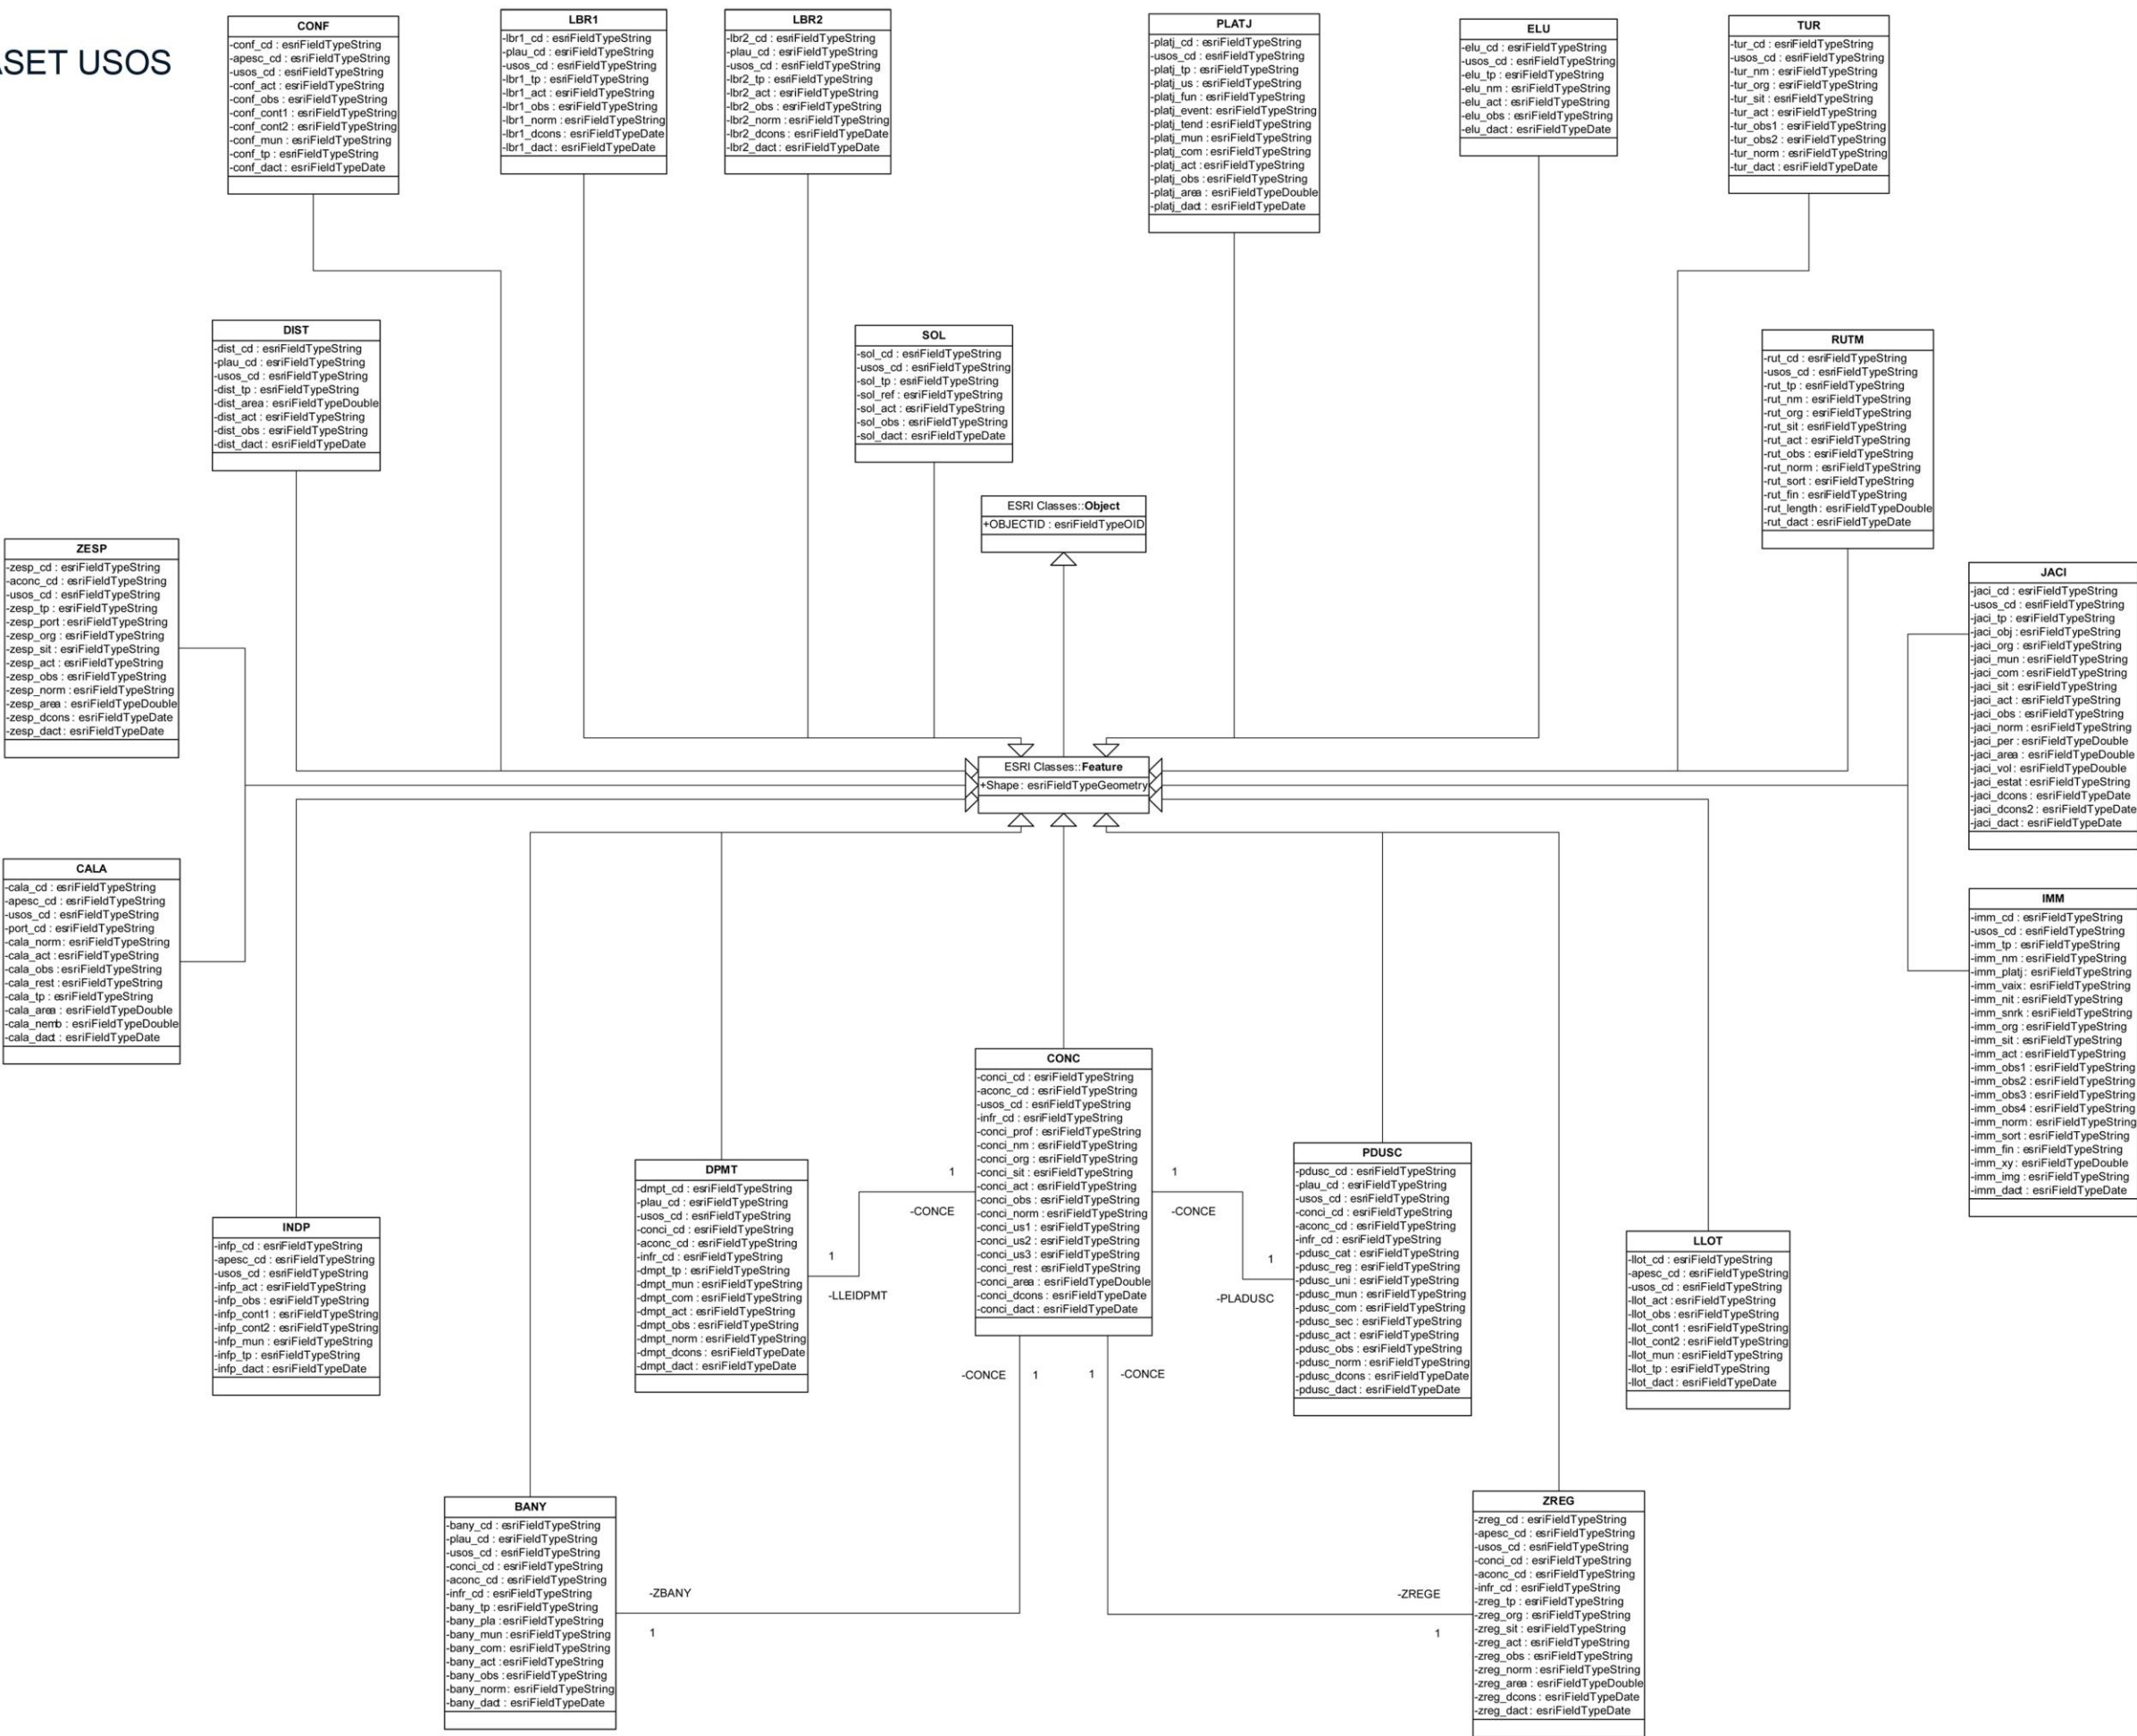 ASET USOS
CONF
-conf_cd : esriFieldTypeString
-apesc_cd : esriFieldTypeString
-usos_cd : esriFieldTypeString
-conf_act : esriFieldTypeString
-conf_obs : esriFieldTypeString
-conf_cont1 : esriFieldTypeString
-conf_cont2 : esriFieldTypeString
-conf_mun : esriFieldTypeString
-conf_tp : esriFieldTypeString
-conf_dact : esriFieldTypeDate
LBR1
-lbr1_cd : esriFieldTypeString
-plau_cd : esriFieldTypeString
-usos_cd : esriFieldTypeString
-lbr1_tp : esriFieldTypeString
-lbr1_act : esriFieldTypeString
-lbr1_obs : esriFieldTypeString
-lbr1_norm : esriFieldTypeString
-lbr1_dcons : esriFieldTypeDate
-lbr1_dact : esriFieldTypeDate
LBR2
-lbr2_cd : esriFieldTypeString
-plau_cd : esriFieldTypeString
-usos_cd : esriFieldTypeString
-lbr2_tp : esriFieldTypeString
-lbr2_act : esriFieldTypeString
-lbr2_obs : esriFieldTypeString
-lbr2_norm : esriFieldTypeString
-lbr2_dcons : esriFieldTypeDate
-lbr2_dact : esriFieldTypeDate
PLATJ
-platj_cd : esriFieldTypeString
-usos_cd : esriFieldTypeString
-platj_tp : esriFieldTypeString
-platj_us : esriFieldTypeString
-platj_fun : esriFieldTypeString
-platj_event : esriFieldTypeString
-platj_tend : esriFieldTypeString
-platj_mun : esriFieldTypeString
-platj_com : esriFieldTypeString
-platj_act : esriFieldTypeString
-platj_obs : esriFieldTypeString
-platj_area : esriFieldTypeDouble
-platj_dact : esriFieldTypeDate
ELU
-elu_cd : esriFieldTypeString
-usos_cd : esriFieldTypeString
-elu_tp : esriFieldTypeString
-elu_nm : esriFieldTypeString
-elu_act : esriFieldTypeString
-elu_obs : esriFieldTypeString
-elu_dact : esriFieldTypeDate
TUR
-tur_cd : esriFieldTypeString
-usos_cd : esriFieldTypeString
-tur_nm : esriFieldTypeString
-tur_org : esriFieldTypeString
-tur_sit : esriFieldTypeString
-tur_act : esriFieldTypeString
-tur_obs1 : esriFieldTypeString
-tur_obs2 : esriFieldTypeString
-tur_norm : esriFieldTypeString
-tur_dact : esriFieldTypeDate
DIST
-dist_cd : esriFieldTypeString
-plau_cd : esriFieldTypeString
-usos_cd : esriFieldTypeString
-dist_tp : esriFieldTypeString
-dist_area : esriFieldTypeDouble
-dist_act : esriFieldTypeString
-dist_obs : esriFieldTypeString
-dist_dact : esriFieldTypeDate
SOL
-sol_cd : esriFieldTypeString
-usos_cd : esriFieldTypeString
-sol_tp : esriFieldTypeString
-sol_ref : esriFieldTypeString
-sol_act : esriFieldTypeString
-sol_obs : esriFieldTypeString
-sol_dact : esriFieldTypeDate
RUTM
-rut_cd : esriFieldTypeString
-usos_cd : esriFieldTypeString
-rut_tp : esriFieldTypeString
-rut_nm : esriFieldTypeString
-rut_org : esriFieldTypeString
-rut_sit : esriFieldTypeString
-rut_act : esriFieldTypeString
-rut_obs : esriFieldTypeString
-rut_norm : esriFieldTypeString
-rut_sort : esriFieldTypeString
-rut_fin : esriFieldTypeString
-rut_length : esriFieldTypeDouble
-rut_dact : esriFieldTypeDate
ESRI Classes::Object
+OBJECTID : esriFieldTypeOID
ZESP
-zesp_cd : esriFieldTypeString
-aconc_cd : esriFieldTypeString
-usos_cd : esriFieldTypeString
-zesp_tp : esriFieldTypeString
-zesp_port : esriFieldTypeString
-zesp_org : esriFieldTypeString
-zesp_sit : esriFieldTypeString
-zesp_act : esriFieldTypeString
-zesp_obs : esriFieldTypeString
-zesp_norm : esriFieldTypeString
-zesp_area : esriFieldTypeDouble
-zesp_dcons : esriFieldTypeDate
-zesp_dact : esriFieldTypeDate
JACI
-jaci_cd : esriFieldTypeString
-usos_cd : esriFieldTypeString
-jaci_tp : esriFieldTypeString
-jaci_obj : esriFieldTypeString
-jaci_org : esriFieldTypeString
-jaci_mun : esriFieldTypeString
-jaci_com : esriFieldTypeString
-jaci_sit : esriFieldTypeString
-jaci_act : esriFieldTypeString
-jaci_obs : esriFieldTypeString
-jaci_norm : esriFieldTypeString
-jaci_per : esriFieldTypeDouble
-jaci_area : esriFieldTypeDouble
-jaci_vol : esriFieldTypeDouble
-jaci_estat : esriFieldTypeString
-jaci_dcons : esriFieldTypeDate
-jaci_dcons2 : esriFieldTypeDate
-jaci_dact : esriFieldTypeDate
ESRI Classes::Feature
+Shape : esriFieldTypeGeometry
CALA
-cala_cd : esriFieldTypeString
-apesc_cd : esriFieldTypeString
-usos_cd : esriFieldTypeString
-port_cd : esriFieldTypeString
-cala_norm : esriFieldTypeString
-cala_act : esriFieldTypeString
-cala_obs : esriFieldTypeString
-cala_rest : esriFieldTypeString
-cala_tp : esriFieldTypeString
-cala_area : esriFieldTypeDouble
-cala_nemb : esriFieldTypeDouble
-cala_dact : esriFieldTypeDate
IMM
-imm_cd : esriFieldTypeString
-usos_cd : esriFieldTypeString
-imm_tp : esriFieldTypeString
-imm_nm : esriFieldTypeString
-imm_platj : esriFieldTypeString
-imm_vaix : esriFieldTypeString
-imm_nit : esriFieldTypeString
-imm_snrk : esriFieldTypeString
-imm_org : esriFieldTypeString
-imm_sit : esriFieldTypeString
-imm_act : esriFieldTypeString
-imm_obs1 : esriFieldTypeString
-imm_obs2 : esriFieldTypeString
-imm_obs3 : esriFieldTypeString
-imm_obs4 : esriFieldTypeString
-imm_norm : esriFieldTypeString
-imm_sort : esriFieldTypeString
-imm_fin : esriFieldTypeString
-imm_xy : esriFieldTypeDouble
-imm_img : esriFieldTypeString
-imm_dact : esriFieldTypeDate
CONC
-conci_cd : esriFieldTypeString
-aconc_cd : esriFieldTypeString
-usos_cd : esriFieldTypeString
-infr_cd : esriFieldTypeString
-conci_prof : esriFieldTypeString
-conci_nm : esriFieldTypeString
-conci_org : esriFieldTypeString
-conci_sit : esriFieldTypeString
-conci_act : esriFieldTypeString
-conci_obs : esriFieldTypeString
-conci_norm : esriFieldTypeString
-conci_us1 : esriFieldTypeString
-conci_us2 : esriFieldTypeString
-conci_us3 : esriFieldTypeString
-conci_rest : esriFieldTypeString
-conci_area : esriFieldTypeDouble
-conci_dcons : esriFieldTypeDate
-conci_dact : esriFieldTypeDate
DPMT
-dmpt_cd : esriFieldTypeString
-plau_cd : esriFieldTypeString
-usos_cd : esriFieldTypeString
-conci_cd : esriFieldTypeString
-aconc_cd : esriFieldTypeString
-infr_cd : esriFieldTypeString
-dmpt_tp : esriFieldTypeString
-dmpt_mun : esriFieldTypeString
-dmpt_com : esriFieldTypeString
-dmpt_act : esriFieldTypeString
-dmpt_obs : esriFieldTypeString
-dmpt_norm : esriFieldTypeString
-dmpt_dcons : esriFieldTypeDate
-dmpt_dact : esriFieldTypeDate
1
-CONCE
1
-LLEIDPMT
1
-CONCE
1
-PLADUSC
PDUSC
-pdusc_cd : esriFieldTypeString
-plau_cd : esriFieldTypeString
-usos_cd : esriFieldTypeString
-conci_cd : esriFieldTypeString
-aconc_cd : esriFieldTypeString
-infr_cd : esriFieldTypeString
-pdusc_cat : esriFieldTypeString
-pdusc_reg : esriFieldTypeString
-pdusc_uni : esriFieldTypeString
-pdusc_mun : esriFieldTypeString
-pdusc_com : esriFieldTypeString
-pdusc_sec : esriFieldTypeString
-pdusc_act : esriFieldTypeString
-pdusc_obs : esriFieldTypeString
-pdusc_norm : esriFieldTypeString
-pdusc_dcons : esriFieldTypeDate
-pdusc_dact : esriFieldTypeDate
INDP
-infp_cd : esriFieldTypeString
-apesc_cd : esriFieldTypeString
-usos_cd : esriFieldTypeString
-infp_act : esriFieldTypeString
-infp_obs : esriFieldTypeString
-infp_cont1 : esriFieldTypeString
-infp_cont2 : esriFieldTypeString
-infp_mun : esriFieldTypeString
-infp_tp : esriFieldTypeString
-infp_dact : esriFieldTypeDate
LLOT
-llot_cd : esriFieldTypeString
-apesc_cd : esriFieldTypeString
-usos_cd : esriFieldTypeString
-llot_act : esriFieldTypeString
-llot_obs : esriFieldTypeString
-llot_cont1 : esriFieldTypeString
-llot_cont2 : esriFieldTypeString
-llot_mun : esriFieldTypeString
-llot_tp : esriFieldTypeString
-llot_dact : esriFieldTypeDate
-CONCE 1
1 -CONCE
BANY
-bany_cd : esriFieldTypeString
-plau_cd : esriFieldTypeString
-usos_cd : esriFieldTypeString
-conci_cd : esriFieldTypeString
-aconc_cd : esriFieldTypeString
-infr_cd : esriFieldTypeString
-bany_tp : esriFieldTypeString
-bany_pla : esriFieldTypeString
-bany_mun : esriFieldTypeString
-bany_com : esriFieldTypeString
-bany_act : esriFieldTypeString
-bany_obs : esriFieldTypeString
-bany_norm : esriFieldTypeString
-bany_dact : esriFieldTypeDate
-ZBANY
1
-ZREGE
1
ZREG
-zreg_cd : esriFieldTypeString
-apesc_cd : esriFieldTypeString
-usos_cd : esriFieldTypeString
-conci_cd : esriFieldTypeString
-aconc_cd : esriFieldTypeString
-infr_cd : esriFieldTypeString
-zreg_tp : esriFieldTypeString
-zreg_org : esriFieldTypeString
-zreg_sit : esriFieldTypeString
-zreg_act : esriFieldTypeString
-zreg_obs : esriFieldTypeString
-zreg_norm : esriFieldTypeString
-zreg_area : esriFieldTypeDouble
-zreg_dcons : esriFieldTypeDate
-zreg_dact : esriFieldTypeDate